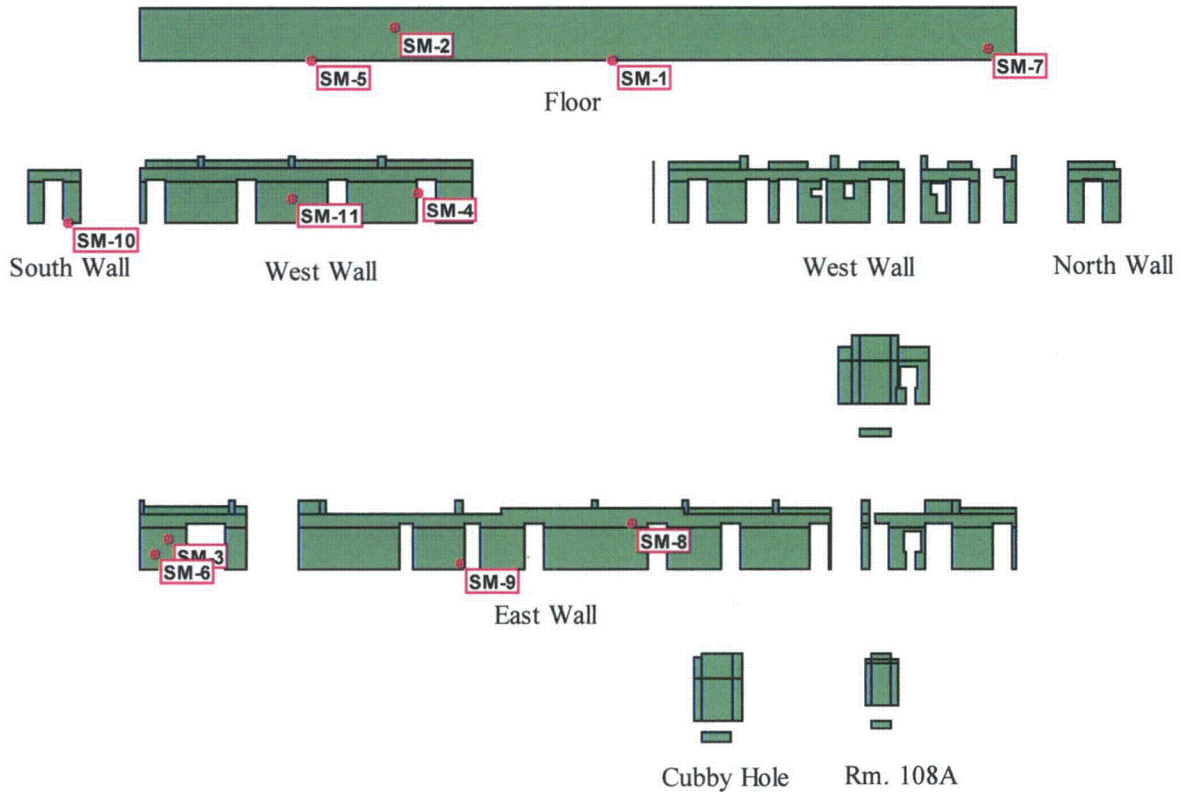 SM-2
SM-5
SM-1
SM-7
Floor
SM-11
SM-4
SM-10
South Wall
West Wall
West Wall
North Wall
SM-3
SM-6
SM-8
SM-9
East Wall
Cubby Hole
Rm. 108A